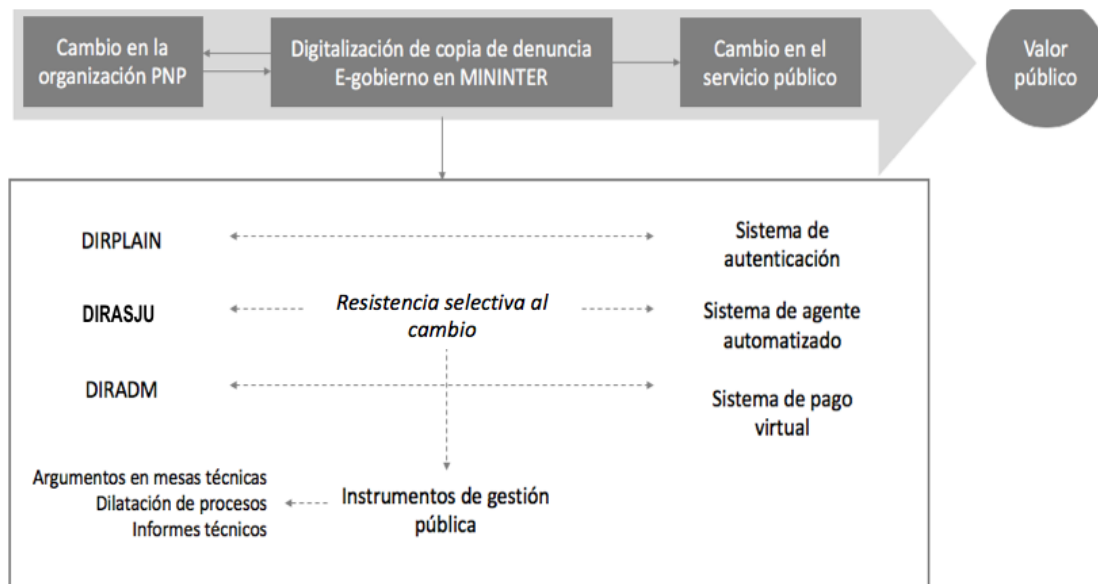 Cambio en la
organización PNP
Digitalización de copia de denuncia
E-gobierno en MININTER
Cambio en el
servicio público
Valor
público
DIRPLAIN
Sistema de
autenticación
DIRASJU
Resistencia selectiva al
cambio
Sistema de agente
automatizado
DIRADM
Sistema de pago
virtual
Argumentos en mesas técnicas
Dilatación de procesos
Informes técnicos
Instrumentos de gestión
pública